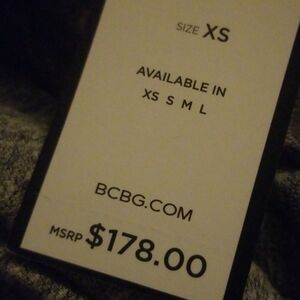 SIZE XS
AVAILABLE IN
XS S M L
BCBG.COM
MSRP $178.00